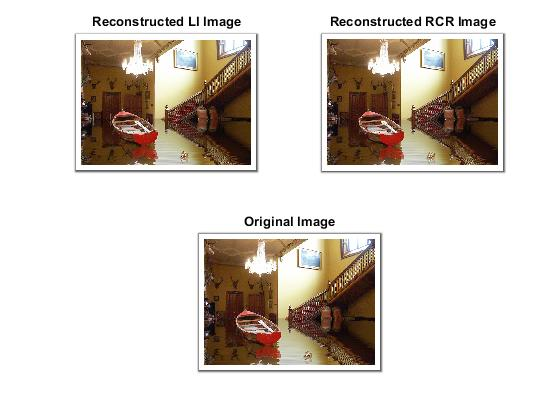 Reconstructed LI Image
Reconstructed RCR Image
Original Image